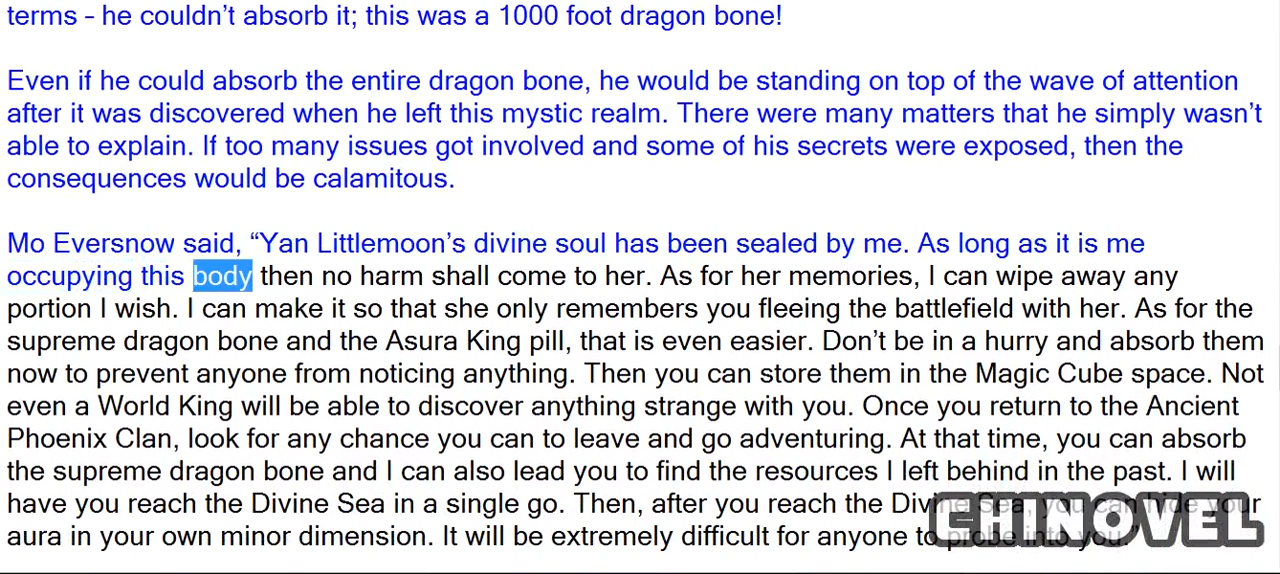 terms – he couldn’t absorb it; this was a 1000 foot dragon bone!
Even if he could absorb the entire dragon bone, he would be standing on top of the wave of attention
after it was discovered when he left this mystic realm. There were many matters that he simply wasn’t
able to explain. If too many issues got involved and some of his secrets were exposed, then the
consequences would be calamitous.
Mo Eversnow said, “Yan Littlemoon’s divine soul has been sealed by me. As long as it is me
occupying this body then no harm shall come to her. As for her memories, I can wipe away any
portion I wish. I can make it so that she only remembers you fleeing the battlefield with her. As for the
supreme dragon bone and the Asura King pill, that is even easier. Don’t be in a hurry and absorb them
now to prevent anyone from noticing anything. Then you can store them in the Magic Cube space. Not
even a World King will be able to discover anything strange with you. Once you return to the Ancient
Phoenix Clan, look for any chance you can to leave and go adventuring. At that time, you can absorb
the supreme dragon bone and I can also lead you to find the resources I left behind in the past. I will
have you reach the Divine Sea in a single go. Then, after you reach the Divine Sea, you can hide your
aura in your own minor dimension. It will be extremely difficult for anyone to probe into you.
CHINOVEL